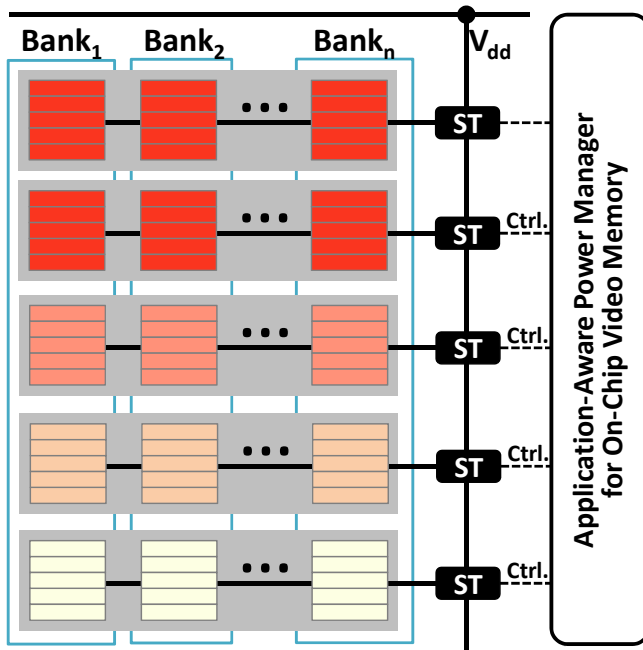 Bank1 Bank2 Bankn Vdd
...
ST
...
ST Ctrl.
...
ST Ctrl.
...
ST Ctrl.
...
ST Ctrl.
Application-Aware Power Manager
for On-Chip Video Memory